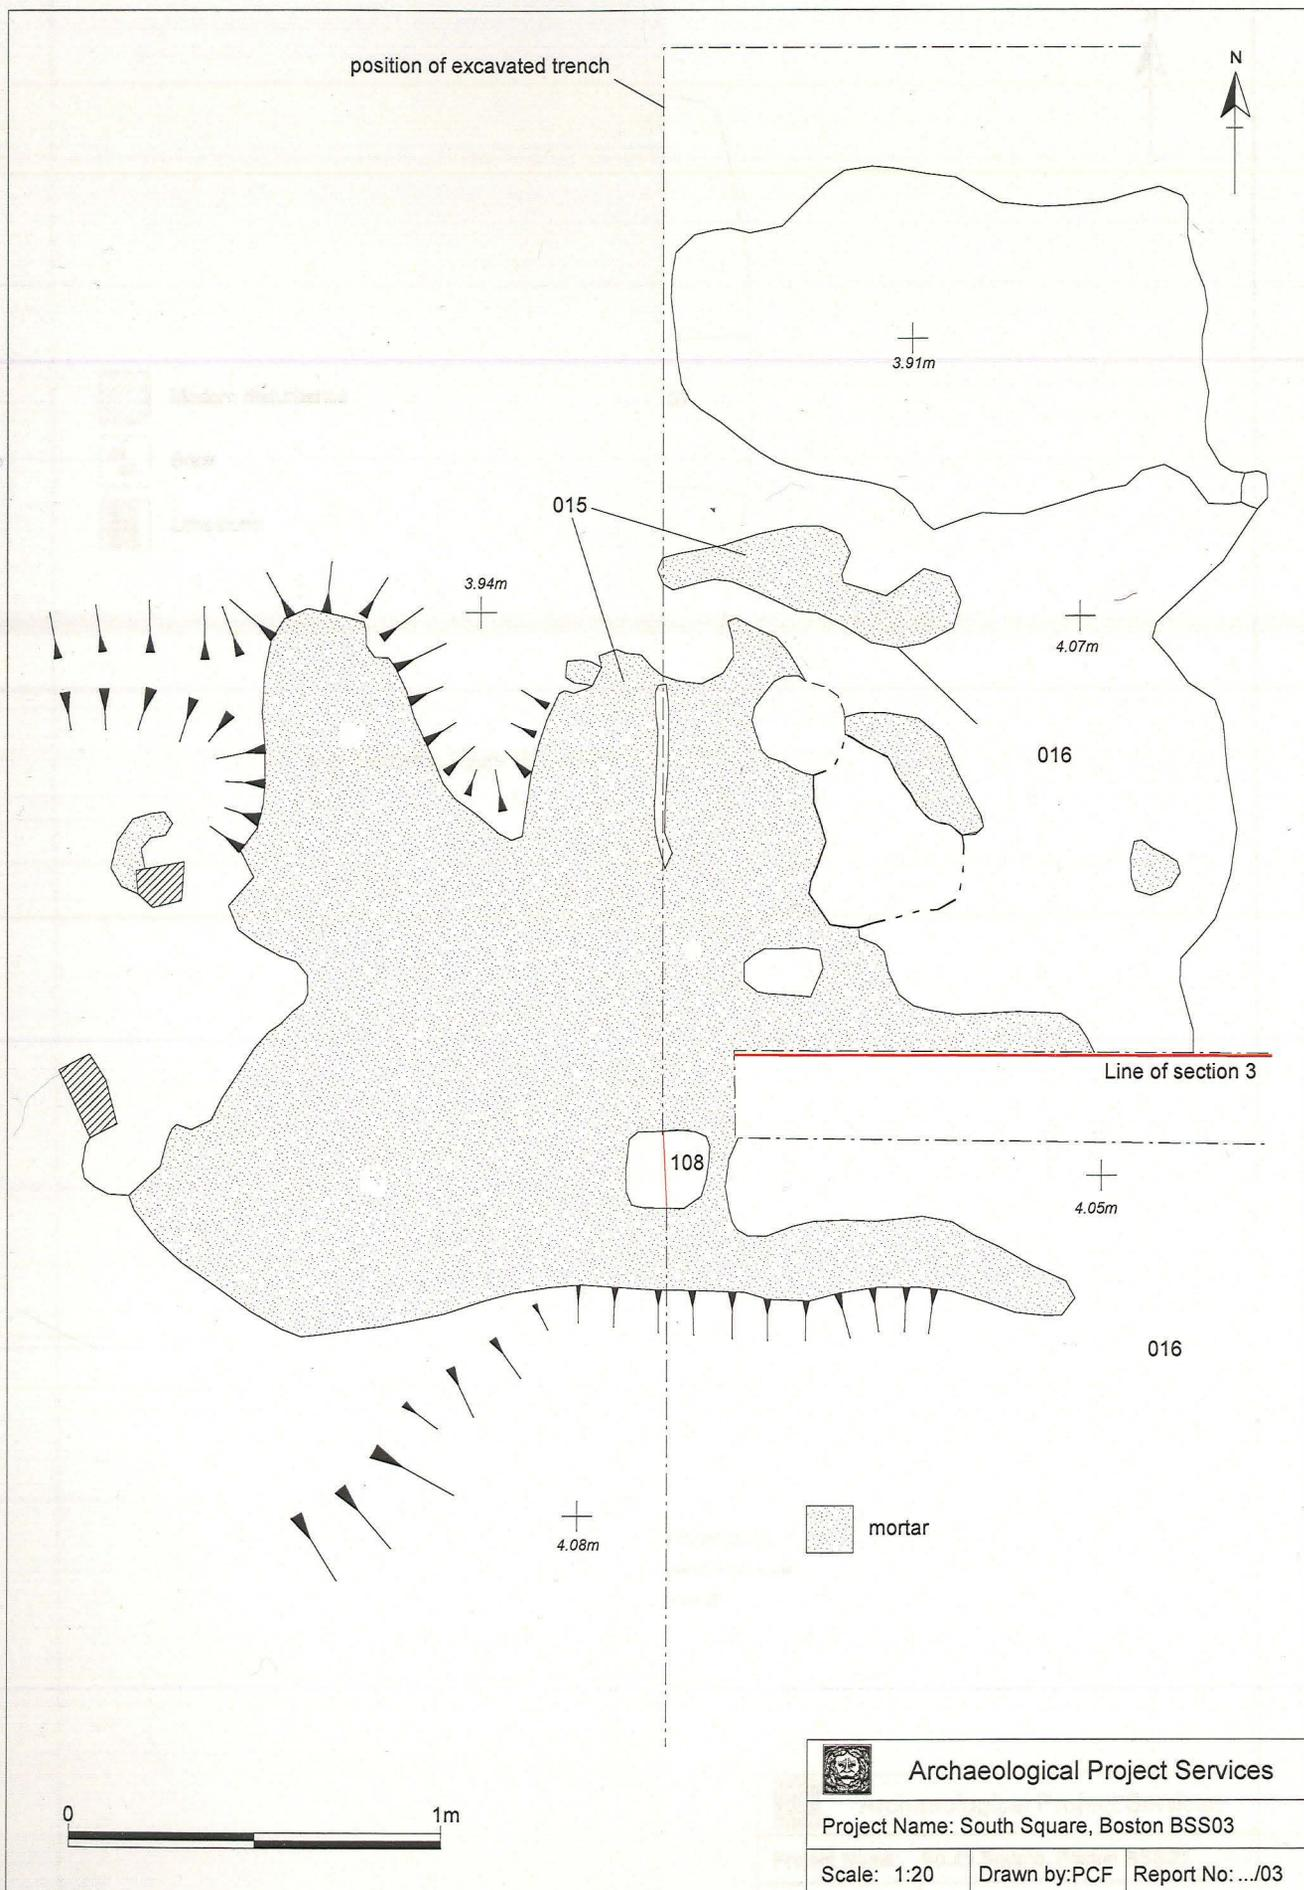 position of excavated trench
N
3.91m
015
3.94m
4.07m
016
Line of section 3
108
4.05m
016
4.08m
mortar
0 1m
Archaeological Project Services
Project Name: South Square, Boston BSS03
Scale: 1:20 Drawn by:PCF Report No: .../03